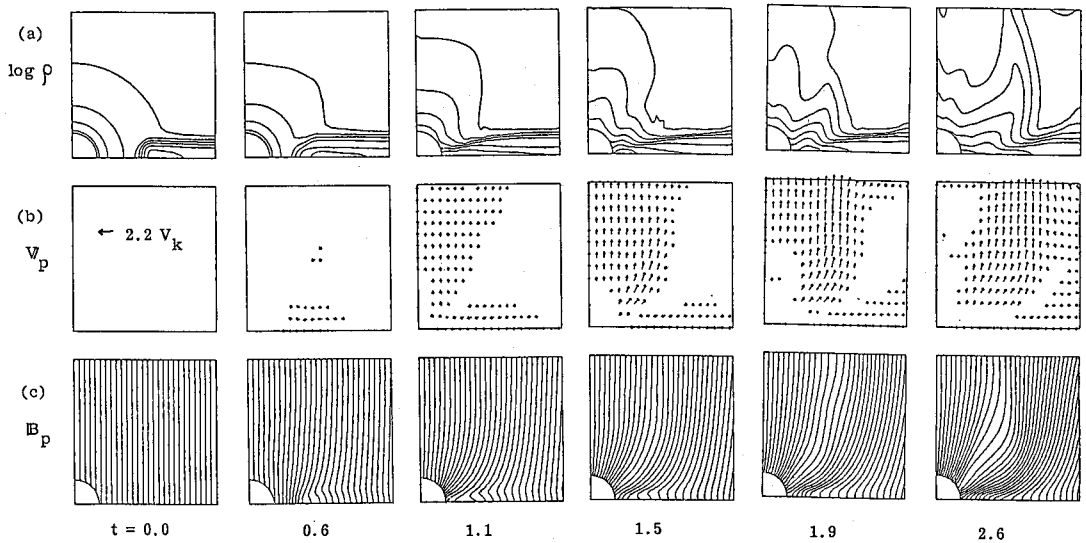 (a)
log ρ
(b)
← 2.2 V_k
V_p
(c)
B_p
t = 0.0 0.6 1.1 1.5 1.9 2.6